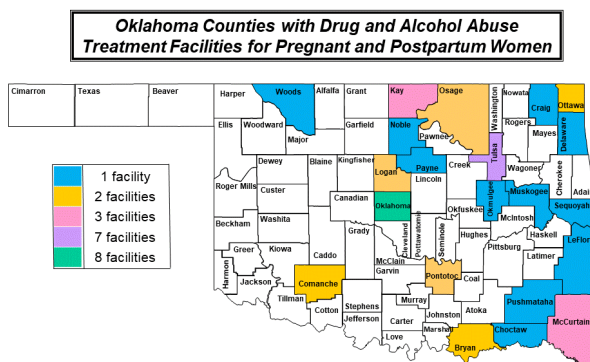 Oklahoma Counties with Drug and Alcohol Abuse
Treatment Facilities for Pregnant and Postpartum Women
Cimarron
Texas
Beaver
Harper
Woods
Alfalfa
Grant
Kay
Osage
Washington
Nowata
Craig
Ottawa
Ellis
Woodward
Major
Garfield
Noble
Pawnee
Rogers
Mayes
Delaware
Dewey
Blaine
Kingfisher
Logan
Payne
Creek
Tulsa
Wagoner
Cherokee
Adai
Roger Mills
Custer
Canadian
Oklahoma
Lincoln
Okfuskee
Okmulgee
Muskogee
Sequoyah
Beckham
Washita
Grady
Cleveland
Pottawatomie
Seminole
Hughes
McIntosh
Haskell
LeFlor
Greer
Kiowa
Caddo
McClain
Pittsburg
Latimer
Harmon
Jackson
Comanche
Garvin
Pontotoc
Coal
Tillman
Cotton
Stephens
Murray
Johnston
Atoka
Pushmataha
McCurtain
Jefferson
Carter
Marshal
Choctaw
Love
Bryan
1 facility
2 facilities
3 facilities
7 facilities
8 facilities